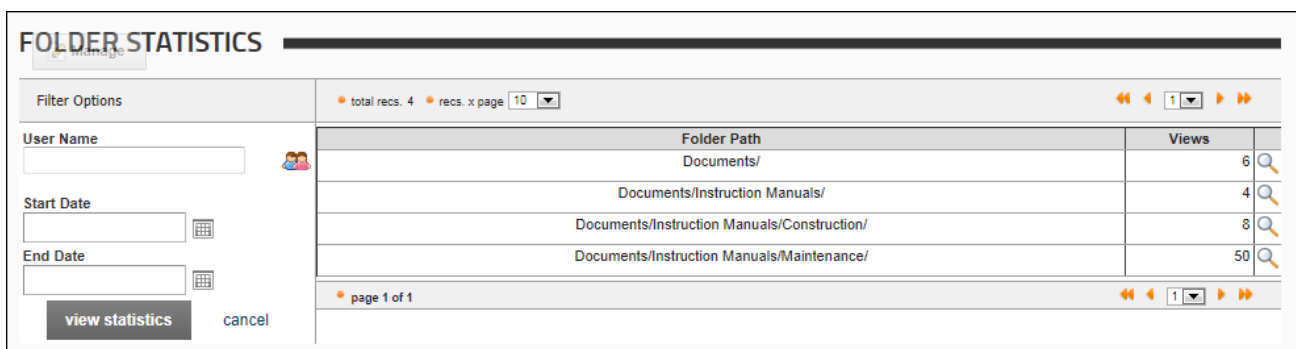 FOLDER STATISTICS
Manage
Filter Options
total recs. 4 recs. x page 10
1
User Name
Start Date
End Date
view statistics cancel
Folder Path Views
Documents/ 6
Documents/Instruction Manuals/ 4
Documents/Instruction Manuals/Construction/ 8
Documents/Instruction Manuals/Maintenance/ 50
page 1 of 1
1